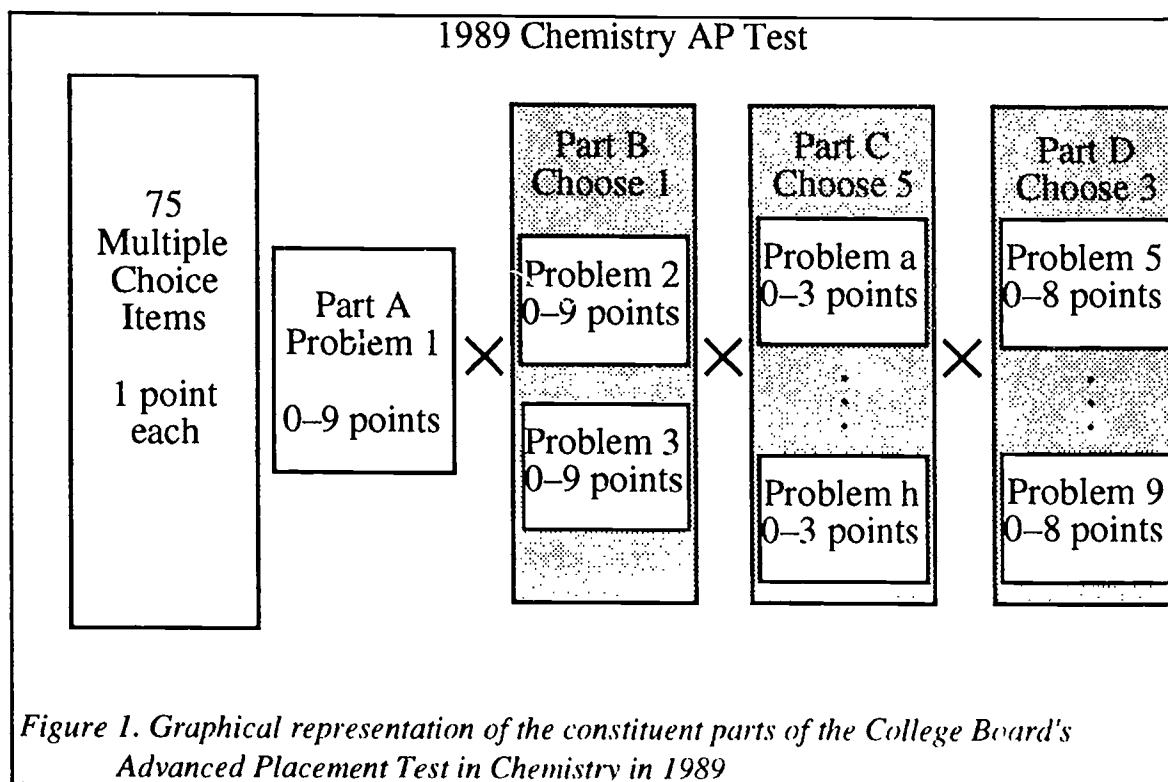 1989 Chemistry AP Test
75
Multiple
Choice
Items
1 point
each
Part A
Problem 1
0–9 points
×
Part B
Choose 1
Problem 2
0–9 points
Problem 3
0–9 points
×
Part C
Choose 5
Problem a
0–3 points
Problem h
0–3 points
×
Part D
Choose 3
Problem 5
0–8 points
Problem 9
0–8 points
Figure 1. Graphical representation of the constituent parts of the College Board's
Advanced Placement Test in Chemistry in 1989